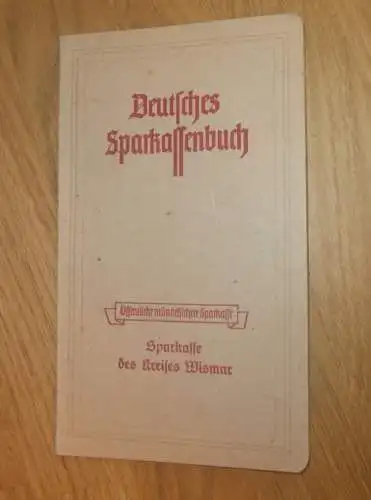 Deutsches
Sparkassenbuch
Öffentliche mündelsichere Sparkasse
Sparkasse
des Kreises Wismar